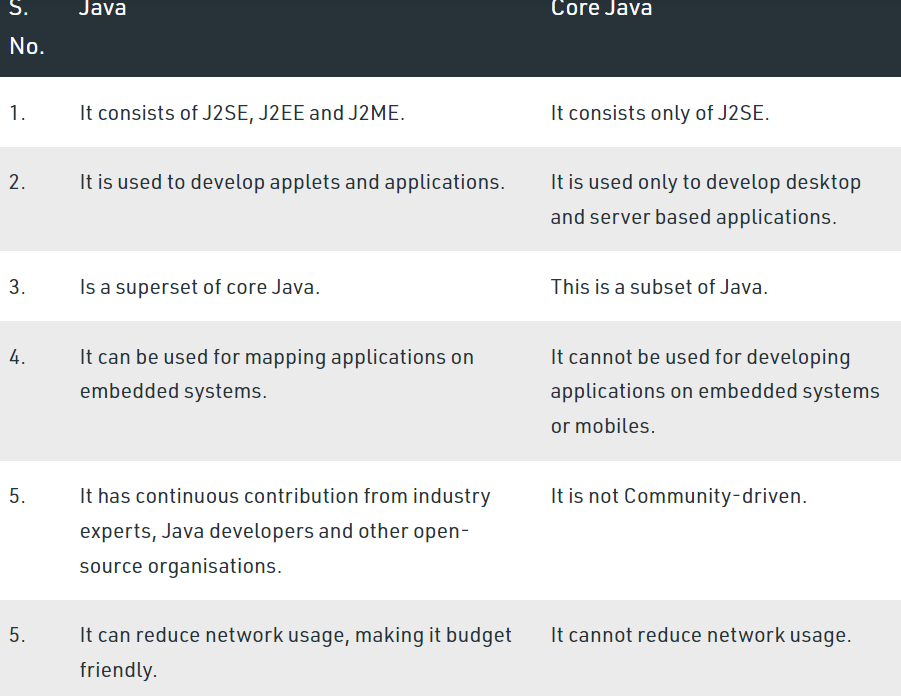 S. Java Core Java
No.
1. It consists of J2SE, J2EE and J2ME. It consists only of J2SE.
2. It is used to develop applets and applications. It is used only to develop desktop
and server based applications.
3. Is a superset of core Java. This is a subset of Java.
4. It can be used for mapping applications on It cannot be used for developing
embedded systems. applications on embedded systems
or mobiles.
5. It has continuous contribution from industry It is not Community-driven.
experts, Java developers and other open-
source organisations.
5. It can reduce network usage, making it budget It cannot reduce network usage.
friendly.